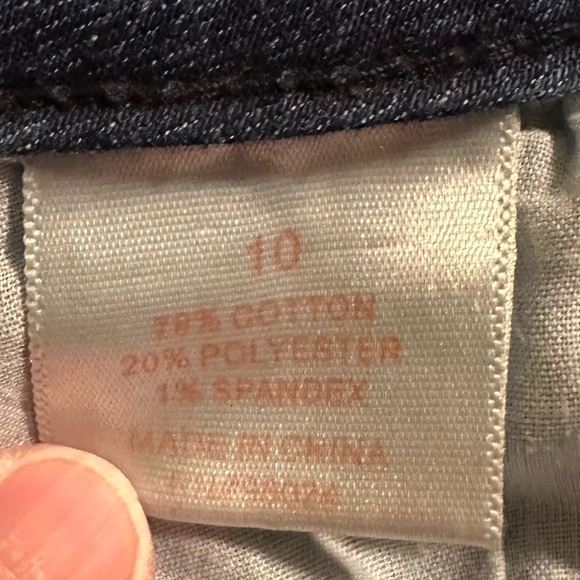 10
79% COTTON
20% POLYESTER
1% SPANDEX
MADE IN CHINA